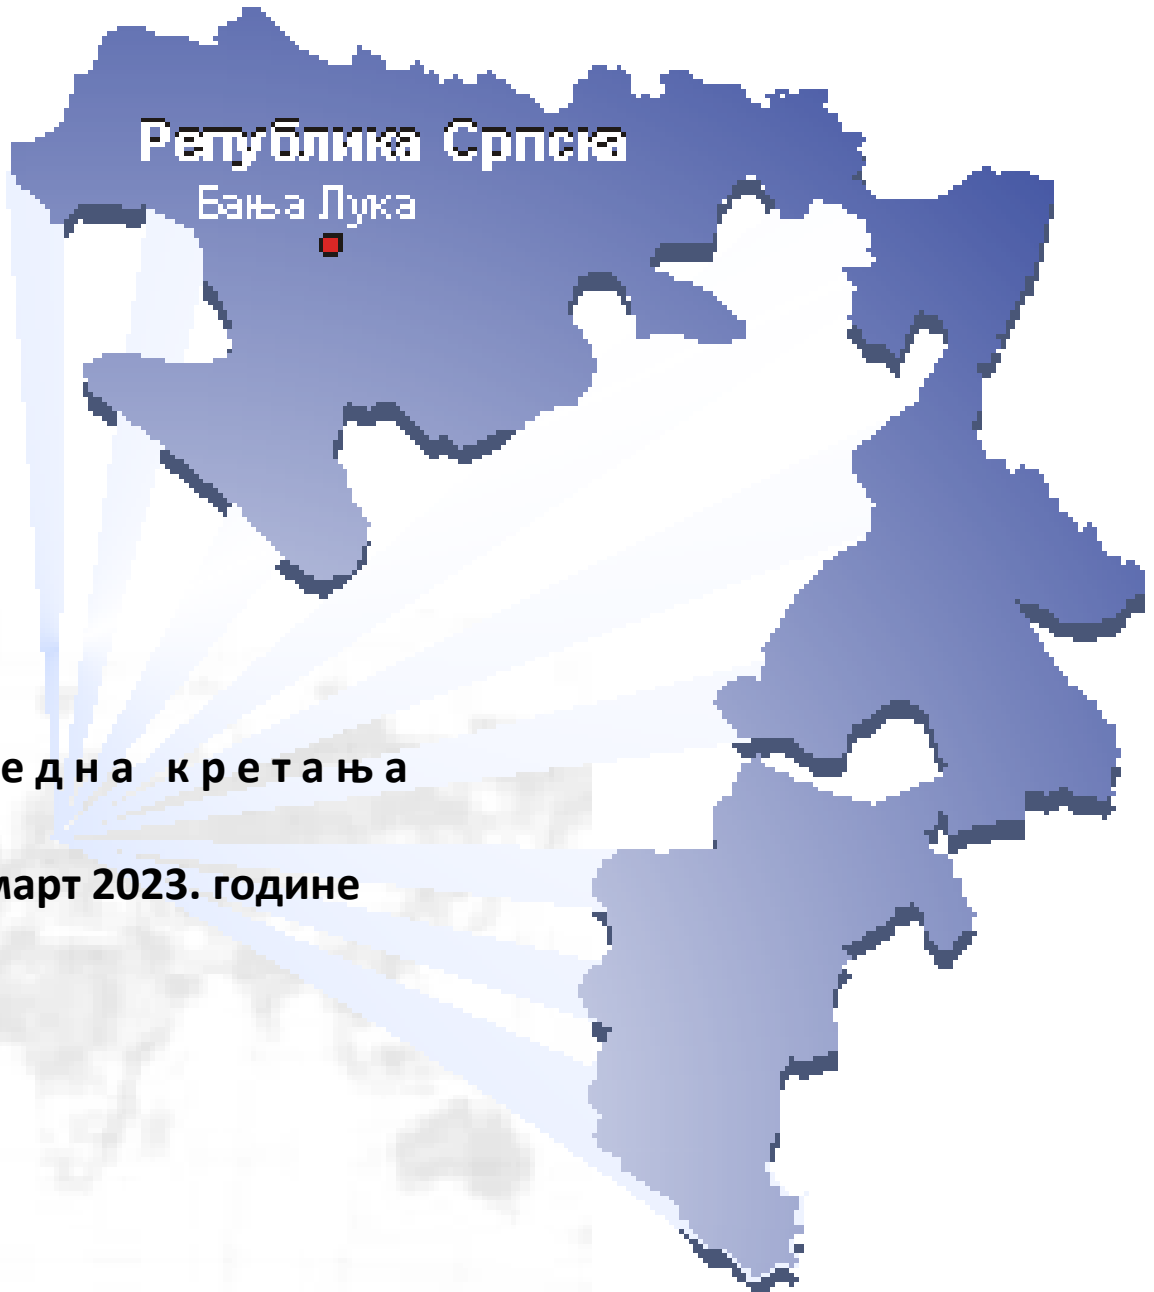 Република Српска
Бања Лука
една кретања
март 2023. године